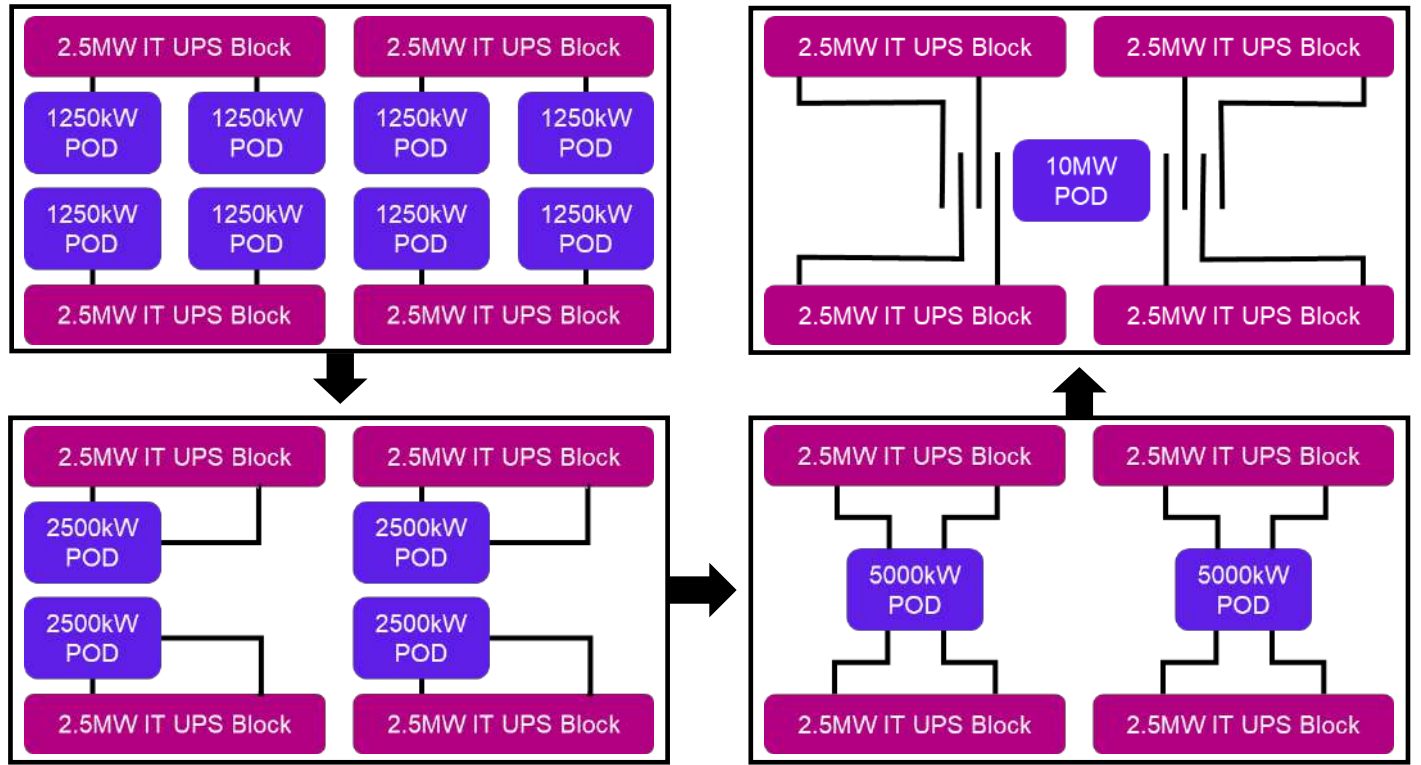 2.5MW IT UPS Block
2.5MW IT UPS Block
1250kW
POD
1250kW
POD
1250kW
POD
1250kW
POD
1250kW
POD
1250kW
POD
1250kW
POD
1250kW
POD
2.5MW IT UPS Block
2.5MW IT UPS Block
2.5MW IT UPS Block
2.5MW IT UPS Block
10MW
POD
2.5MW IT UPS Block
2.5MW IT UPS Block
2.5MW IT UPS Block
2.5MW IT UPS Block
2500kW
POD
2500kW
POD
2500kW
POD
2500kW
POD
2.5MW IT UPS Block
2.5MW IT UPS Block
2.5MW IT UPS Block
2.5MW IT UPS Block
5000kW
POD
5000kW
POD
2.5MW IT UPS Block
2.5MW IT UPS Block